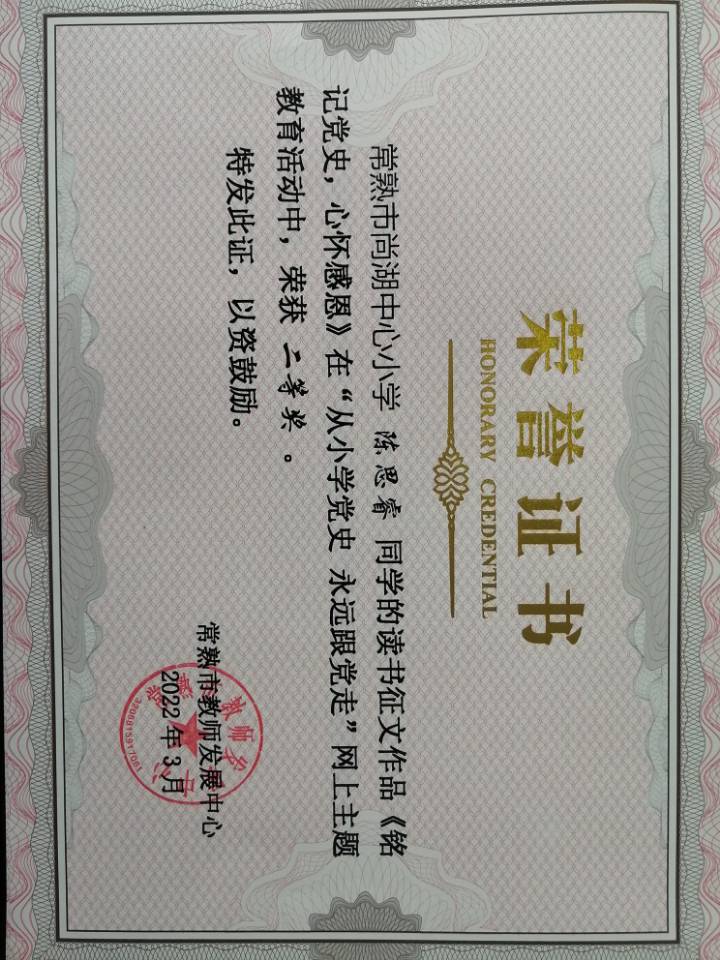 荣誉证书
HONORARY CREDENTIAL
常熟市尚湖中心小学 陈思睿 同学的读书征文作品《铭
记党史，心怀感恩》在“从小学党史 永远跟党走”网上主题
教育活动中，荣获 二等奖 。
特发此证，以资鼓励。
常熟市教师发展中心
2022年3月